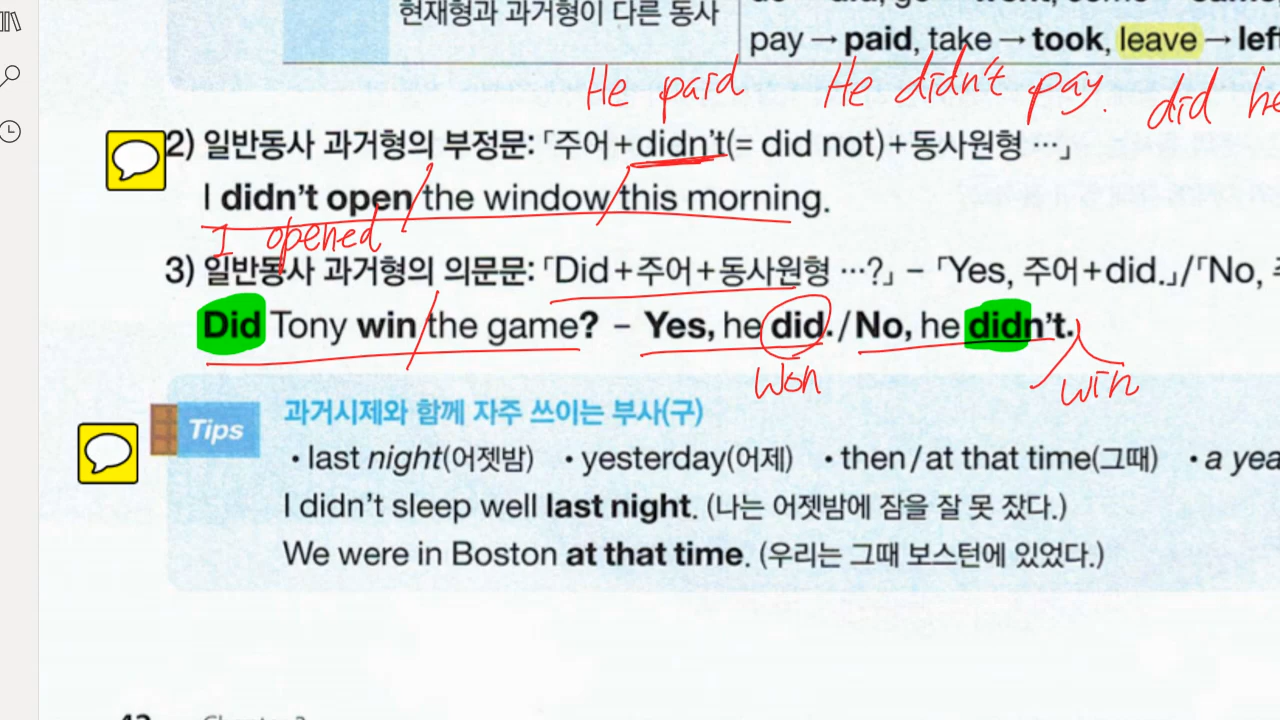 현재형과 과거형이 다른 동사
pay → paid, take → took, leave → left
He paid He didn't pay. did he
2) 일반동사 과거형의 부정문: 「주어+didn't(= did not)+동사원형 …」
I didn't open the window this morning.
I opened
3) 일반동사 과거형의 의문문: 「Did+주어+동사원형 …?」 – 「Yes, 주어+did.」/「No,
Did Tony win the game? – Yes, he did. / No, he didn't.
won win
Tips 과거시제와 함께 자주 쓰이는 부사(구)
• last night(어젯밤) • yesterday(어제) • then / at that time(그때) • a yea
I didn't sleep well last night. (나는 어젯밤에 잠을 잘 못 잤다.)
We were in Boston at that time. (우리는 그때 보스턴에 있었다.)